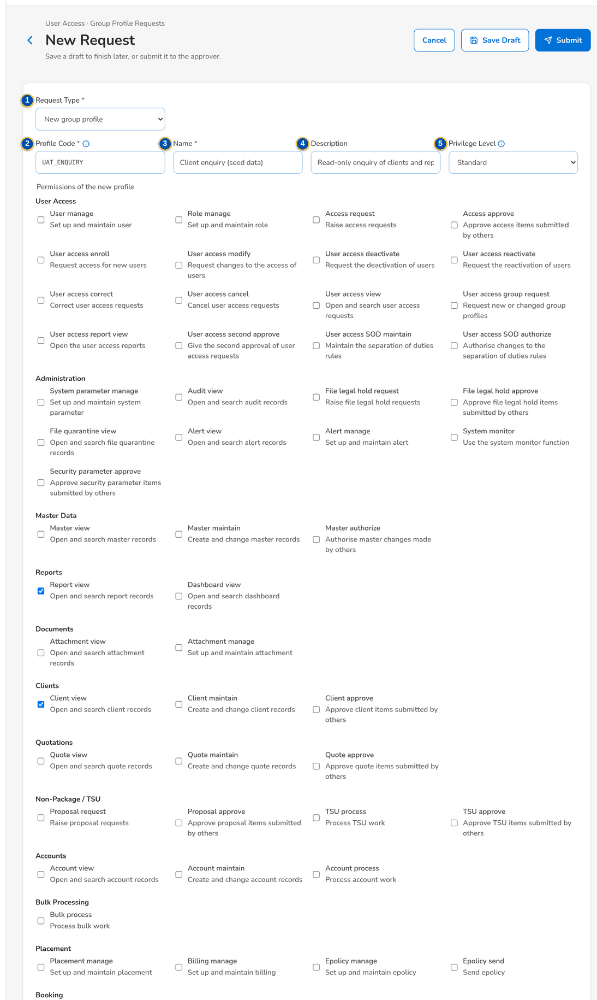 User Access · Group Profile Requests
New Request
Save a draft to finish later, or submit it to the approver.
Cancel
Save Draft
Submit
1 Request Type *
New group profile
2 Profile Code * 3 Name * 4 Description 5 Privilege Level
UAT_ENQUIRY Client enquiry (seed data) Read-only enquiry of clients and rep Standard
Permissions of the new profile
User Access
User manage Role manage Access request Access approve
Set up and maintain user Set up and maintain role Raise access requests Approve access items submitted
by others
User access enroll User access modify User access deactivate User access reactivate
Request access for new users Request changes to the access of Request the deactivation of users Request the reactivation of users
users
User access correct User access cancel User access view User access group request
Correct user access requests Cancel user access requests Open and search user access Request new or changed group
requests profiles
User access report view User access second approve User access SOD maintain User access SOD authorize
Open the user access reports Give the second approval of user Maintain the separation of duties Authorise changes to the
access requests rules separation of duties rules
Administration
System parameter manage Audit view File legal hold request File legal hold approve
Set up and maintain system Open and search audit records Raise file legal hold requests Approve file legal hold items
parameter submitted by others
File quarantine view Alert view Alert manage System monitor
Open and search file quarantine Open and search alert records Set up and maintain alert Use the system monitor function
records
Security parameter approve
Approve security parameter items
submitted by others
Master Data
Master view Master maintain Master authorize
Open and search master records Create and change master records Authorise master changes made
by others
Reports
Report view Dashboard view
Open and search report records Open and search dashboard
records
Documents
Attachment view Attachment manage
Open and search attachment Set up and maintain attachment
records
Clients
Client view Client maintain Client approve
Open and search client records Create and change client records Approve client items submitted by
others
Quotations
Quote view Quote maintain Quote approve
Open and search quote records Create and change quote records Approve quote items submitted by
others
Non-Package / TSU
Proposal request Proposal approve TSU process TSU approve
Raise proposal requests Approve proposal items submitted Process TSU work Approve TSU items submitted by
by others others
Accounts
Account view Account maintain Account process
Open and search account records Create and change account records Process account work
Bulk Processing
Bulk process
Process bulk work
Placement
Placement manage Billing manage Epolicy manage Epolicy send
Set up and maintain placement Set up and maintain billing Set up and maintain epolicy Send epolicy
Booking